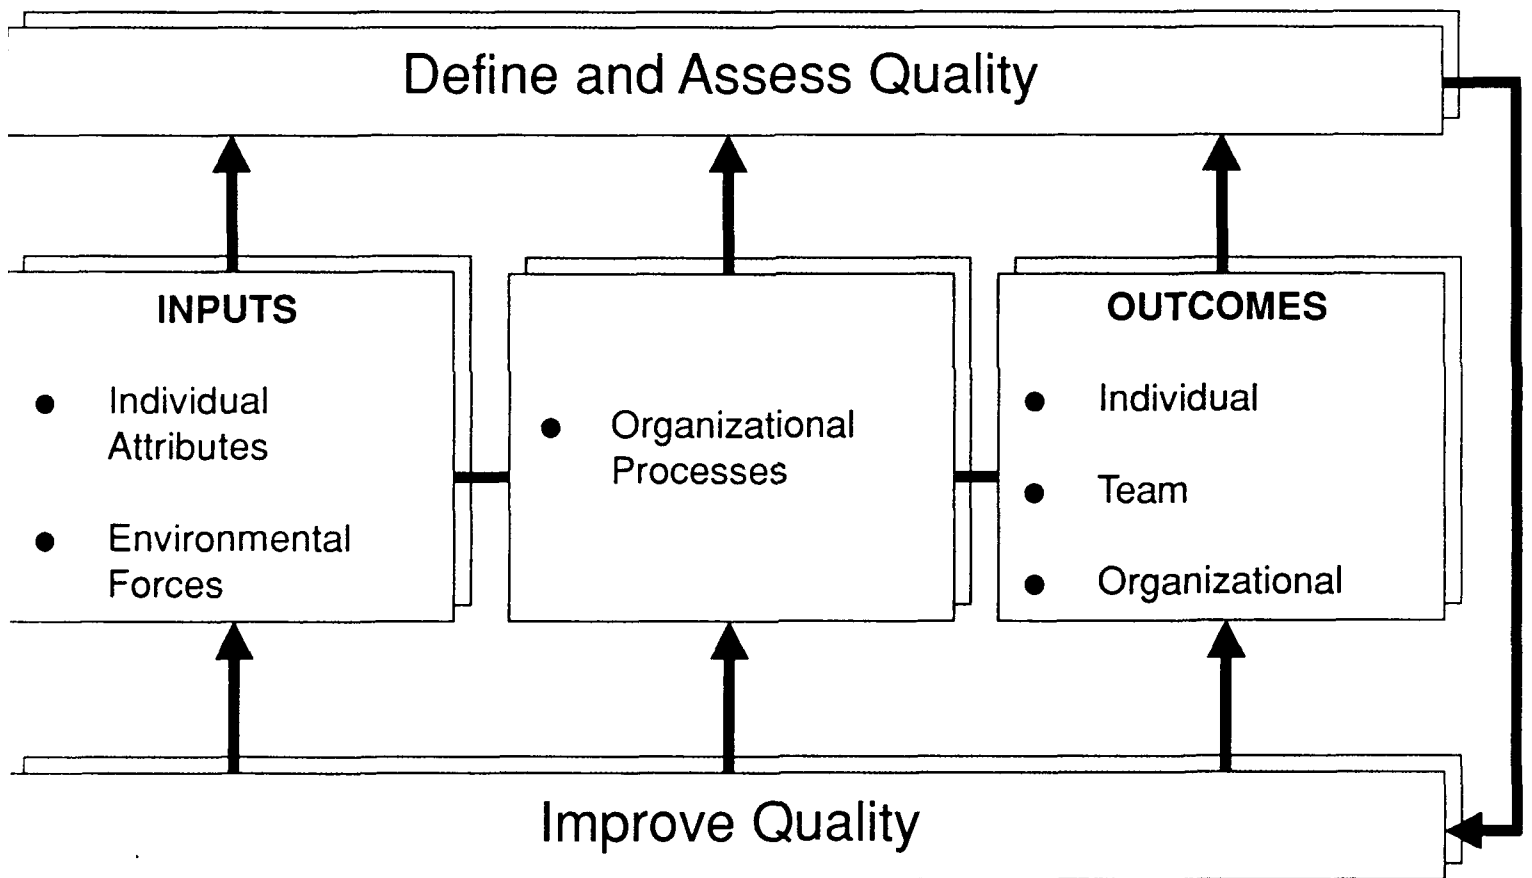 Define and Assess Quality
INPUTS
● Individual
Attributes
● Environmental
Forces
● Organizational
Processes
OUTCOMES
● Individual
● Team
● Organizational
Improve Quality